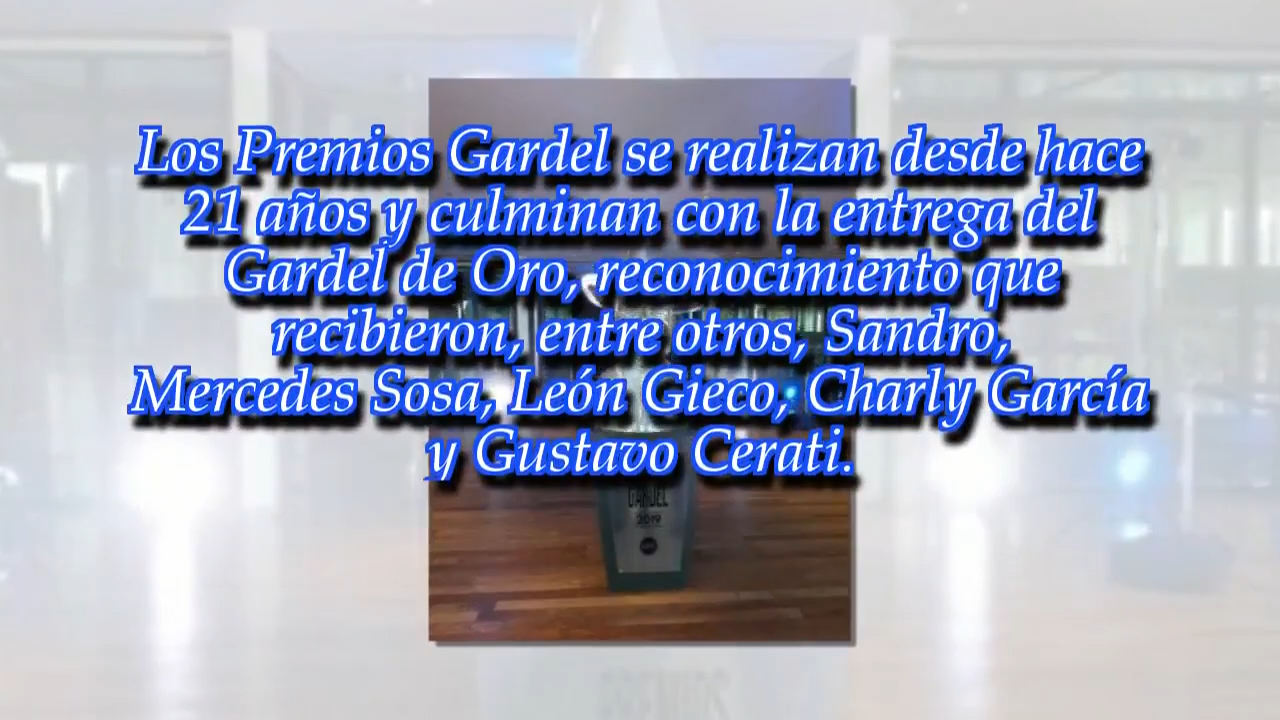 Los Premios Gardel se realizan desde hace
21 años y culminan con la entrega del
Gardel de Oro, reconocimiento que
recibieron, entre otros, Sandro,
Mercedes Sosa, León Gieco, Charly García
y Gustavo Cerati.
GARDEL
2019
PREMIOS